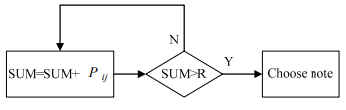 N
SUM=SUM+ P ij
SUM>R
Y
Choose note